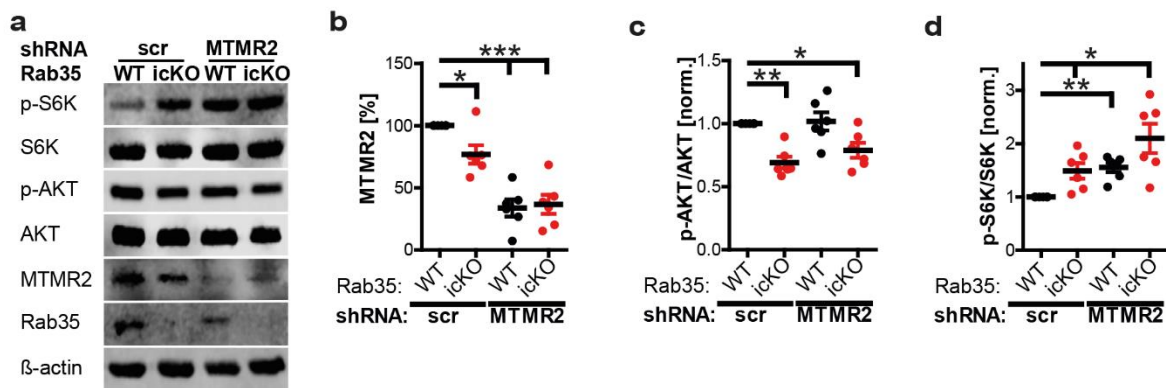 a
shRNA scr MTMR2
Rab35 WT icKO WT icKO
p-S6K
S6K
p-AKT
AKT
MTMR2
Rab35
ß-actin
b
***
*
MTMR2 [%]
150
100
50
0
WT icKO WT icKO
Rab35:
shRNA: scr MTMR2
c
*
**
p-AKT/AKT [norm.]
1.5
1.0
0.5
0.0
WT icKO WT icKO
Rab35:
shRNA: scr MTMR2
d
*
**
p-S6K/S6K [norm.]
3
2
1
0
WT icKO WT icKO
Rab35:
shRNA: scr MTMR2